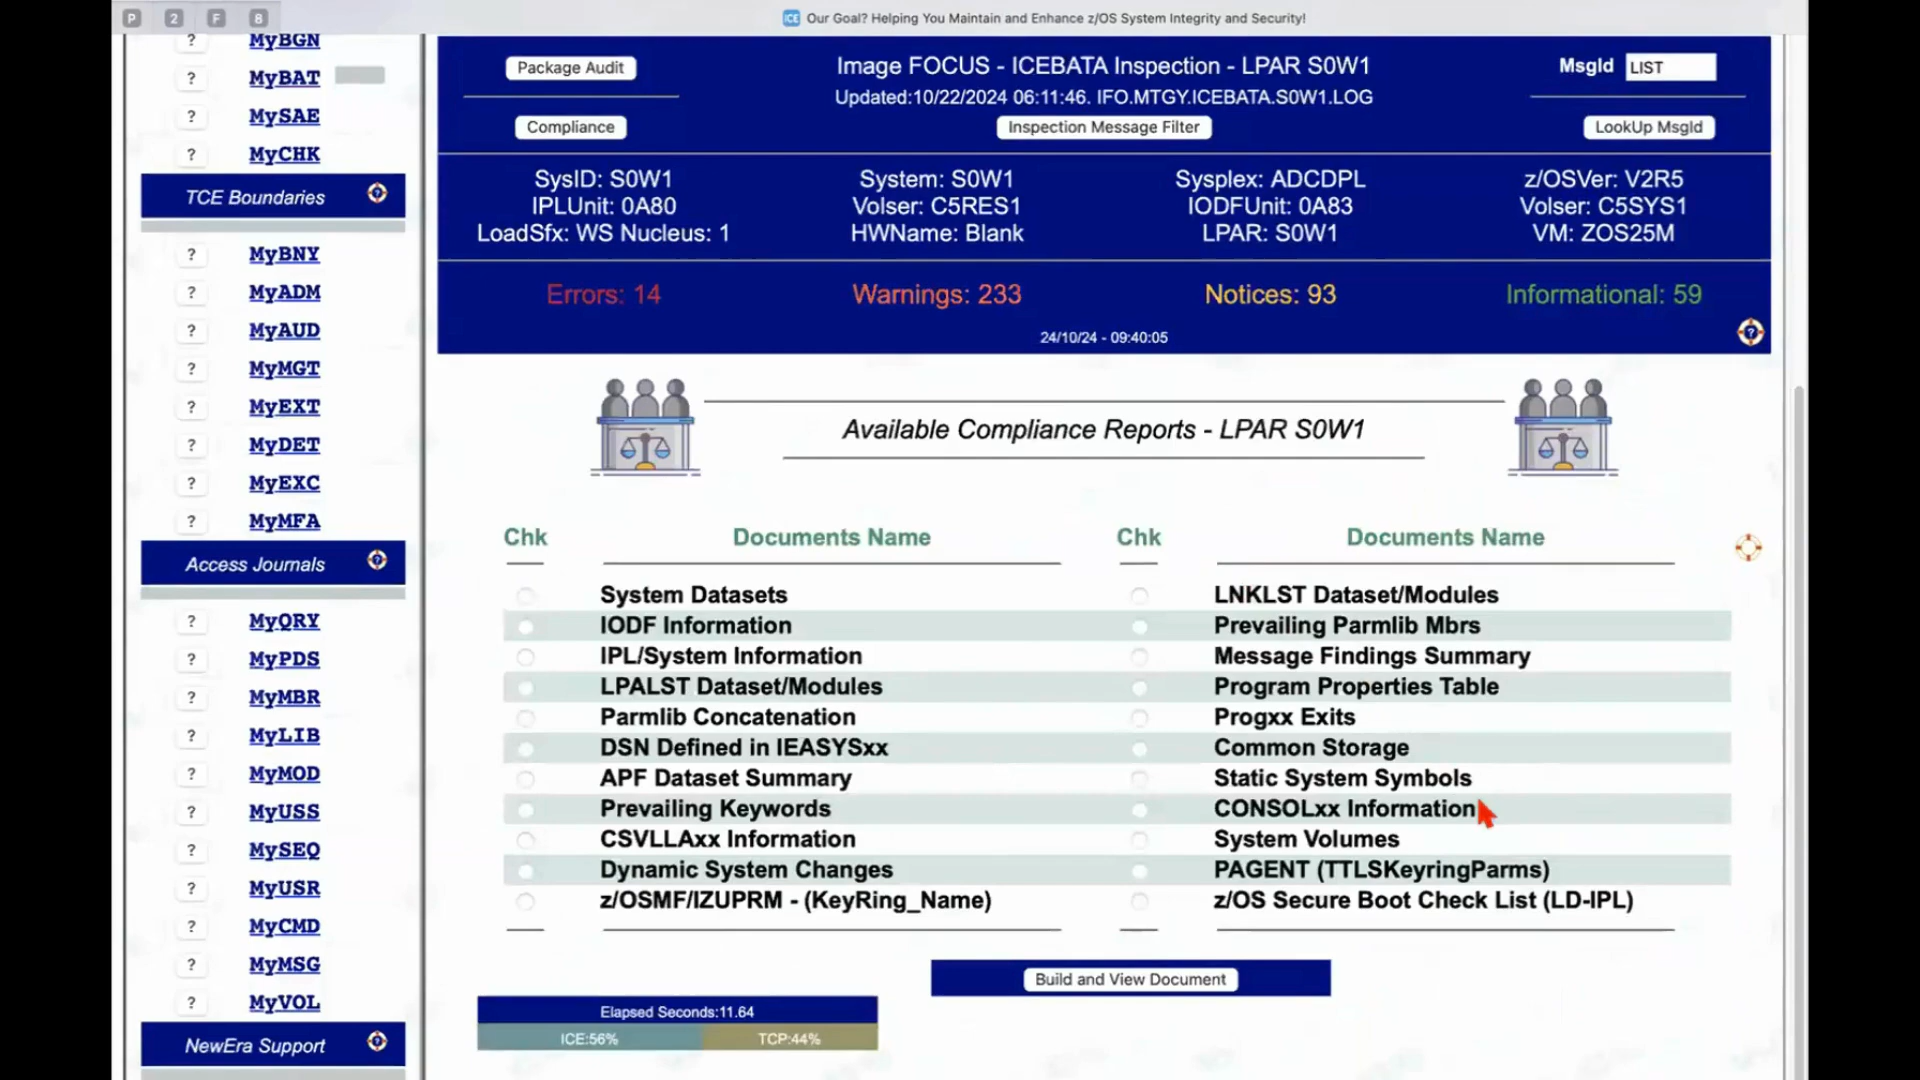 P 2 F 8
ICE Our Goal? Helping You Maintain and Enhance z/OS System Integrity and Security!
? MyBGN
? MyBAT
? MySAE
? MyCHK
TCE Boundaries ?
? MyBNY
? MyADM
? MyAUD
? MyMGT
? MyEXT
? MyDET
? MyEXC
? MyMFA
Access Journals ?
? MyQRY
? MyPDS
? MyMBR
? MyLIB
? MyMOD
? MyUSS
? MySEQ
? MyUSR
? MyCMD
? MyMSG
? MyVOL
NewEra Support ?
Package Audit
Image FOCUS - ICEBATA Inspection - LPAR S0W1
MsgId LIST
Updated:10/22/2024 06:11:46. IFO.MTGY.ICEBATA.S0W1.LOG
Compliance
Inspection Message Filter
LookUp MsgId
SysID: S0W1 System: S0W1 Sysplex: ADCDPL z/OSVer: V2R5
IPLUnit: 0A80 Volser: C5RES1 IODFUnit: 0A83 Volser: C5SYS1
LoadSfx: WS Nucleus: 1 HWName: Blank LPAR: S0W1 VM: ZOS25M
Errors: 14 Warnings: 233 Notices: 93 Informational: 59
24/10/24 - 09:40:05
?
Available Compliance Reports - LPAR S0W1
Chk Documents Name Chk Documents Name
System Datasets LNKLST Dataset/Modules
IODF Information Prevailing Parmlib Mbrs
IPL/System Information Message Findings Summary
LPALST Dataset/Modules Program Properties Table
Parmlib Concatenation Progxx Exits
DSN Defined in IEASYSxx Common Storage
APF Dataset Summary Static System Symbols
Prevailing Keywords CONSOLxx Information
CSVLLAxx Information System Volumes
Dynamic System Changes PAGENT (TTLSKeyringParms)
z/OSMF/IZUPRM - (KeyRing_Name) z/OS Secure Boot Check List (LD-IPL)
Build and View Document
Elapsed Seconds:11.64
ICE:56% TCP:44%